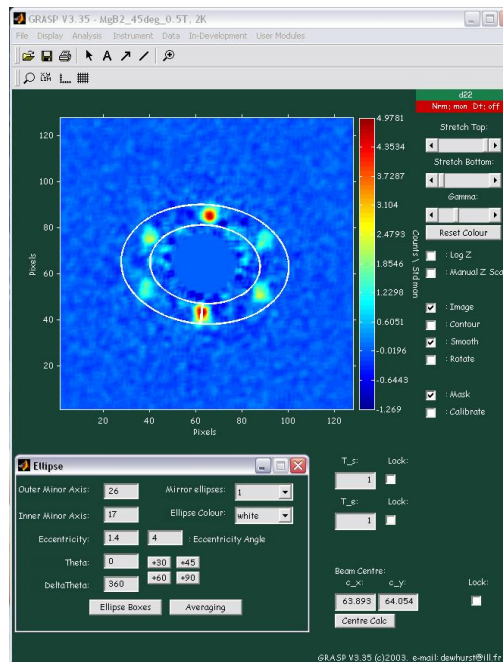 GRASP V3.35 - MgB2_45deg_0.5T, 2K
File Display Analysis Instrument Data In-Development User Modules
d22
Nrm; mon Dt; off
Stretch Top:
Stretch Bottom:
Gamma:
Reset Colour
: Log Z
: Manual Z Sca
: Image
: Contour
: Smooth
: Rotate
: Mask
: Calibrate
120
100
80
60
40
20
Pixels
20 40 60 80 100 120
Pixels
4.9781
4.3534
3.7287
3.104
2.4793
1.8546
1.2298
0.6051
-0.0196
-0.6443
-1.269
Counts \ Std mon
Ellipse
Outer Minor Axis: 26 Mirror ellipses: 1
Inner Minor Axis: 17 Ellipse Colour: white
Eccentricity: 1.4 4 : Eccentricity Angle
Theta: 0 +30 +45
DeltaTheta: 360 +60 +90
Ellipse Boxes Averaging
T_s: Lock:
1
T_e: Lock:
1
Beam Centre:
c_x: c_y: Lock:
63.893 64.054
Centre Calc
GRASP V3.35 (c)2003. e-mail: dewhurst@ill.fr